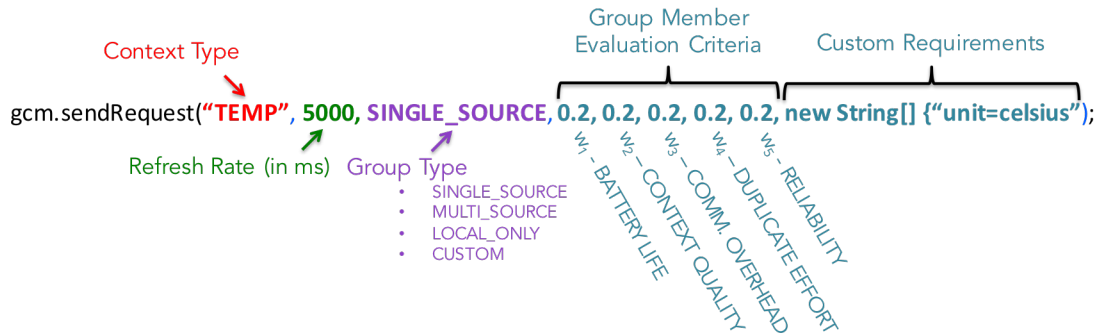 Group Member
Evaluation Criteria
Custom Requirements
Context Type
gcm.sendRequest(“TEMP”, 5000, SINGLE_SOURCE, 0.2, 0.2, 0.2, 0.2, 0.2, new String[] {“unit=celsius”);
Refresh Rate (in ms)
Group Type
• SINGLE_SOURCE
• MULTI_SOURCE
• LOCAL_ONLY
• CUSTOM
w₁ - BATTERY LIFE
w₂ – CONTEXT QUALITY
w₃ – COMM. OVERHEAD
w₄ – DUPLICATE EFFORT
w₅ - RELIABILITY